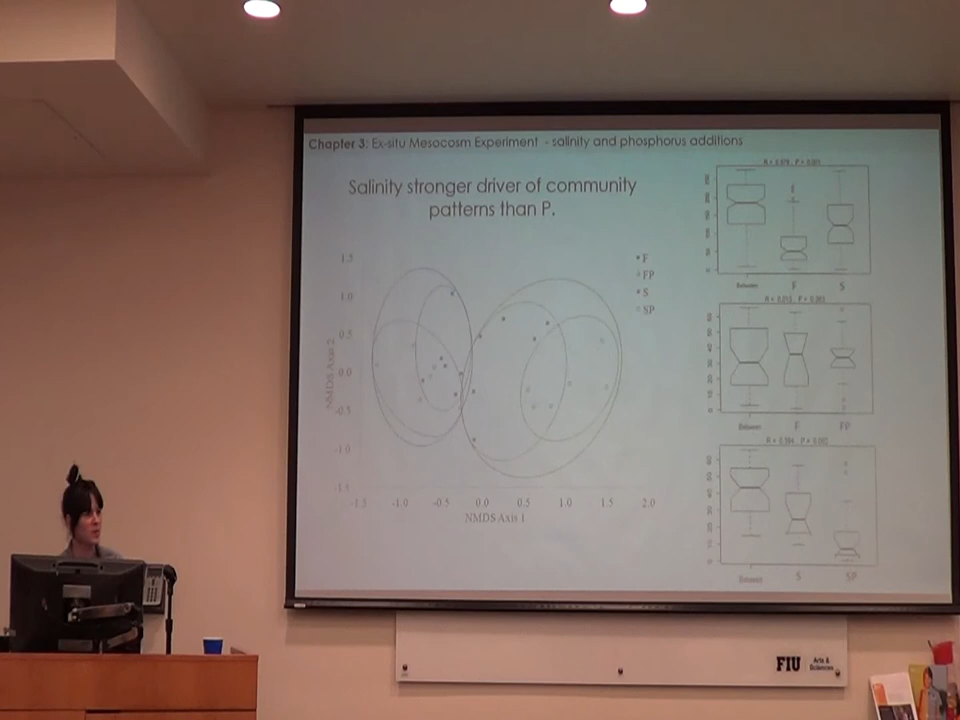 Chapter 3: Ex-situ Mesocosm Experiment - salinity and phosphorus additions
Salinity stronger driver of community
patterns than P.
1.5
1.0
0.5
0.0
-0.5
-1.0
-1.5
NMDS Axis 2
-1.5 -1.0 -0.5 0.0 0.5 1.0 1.5 2.0
NMDS Axis 1
F
FP
S
SP
Between F S
Between F FP
Between S SP
FIU Arts &
Sciences